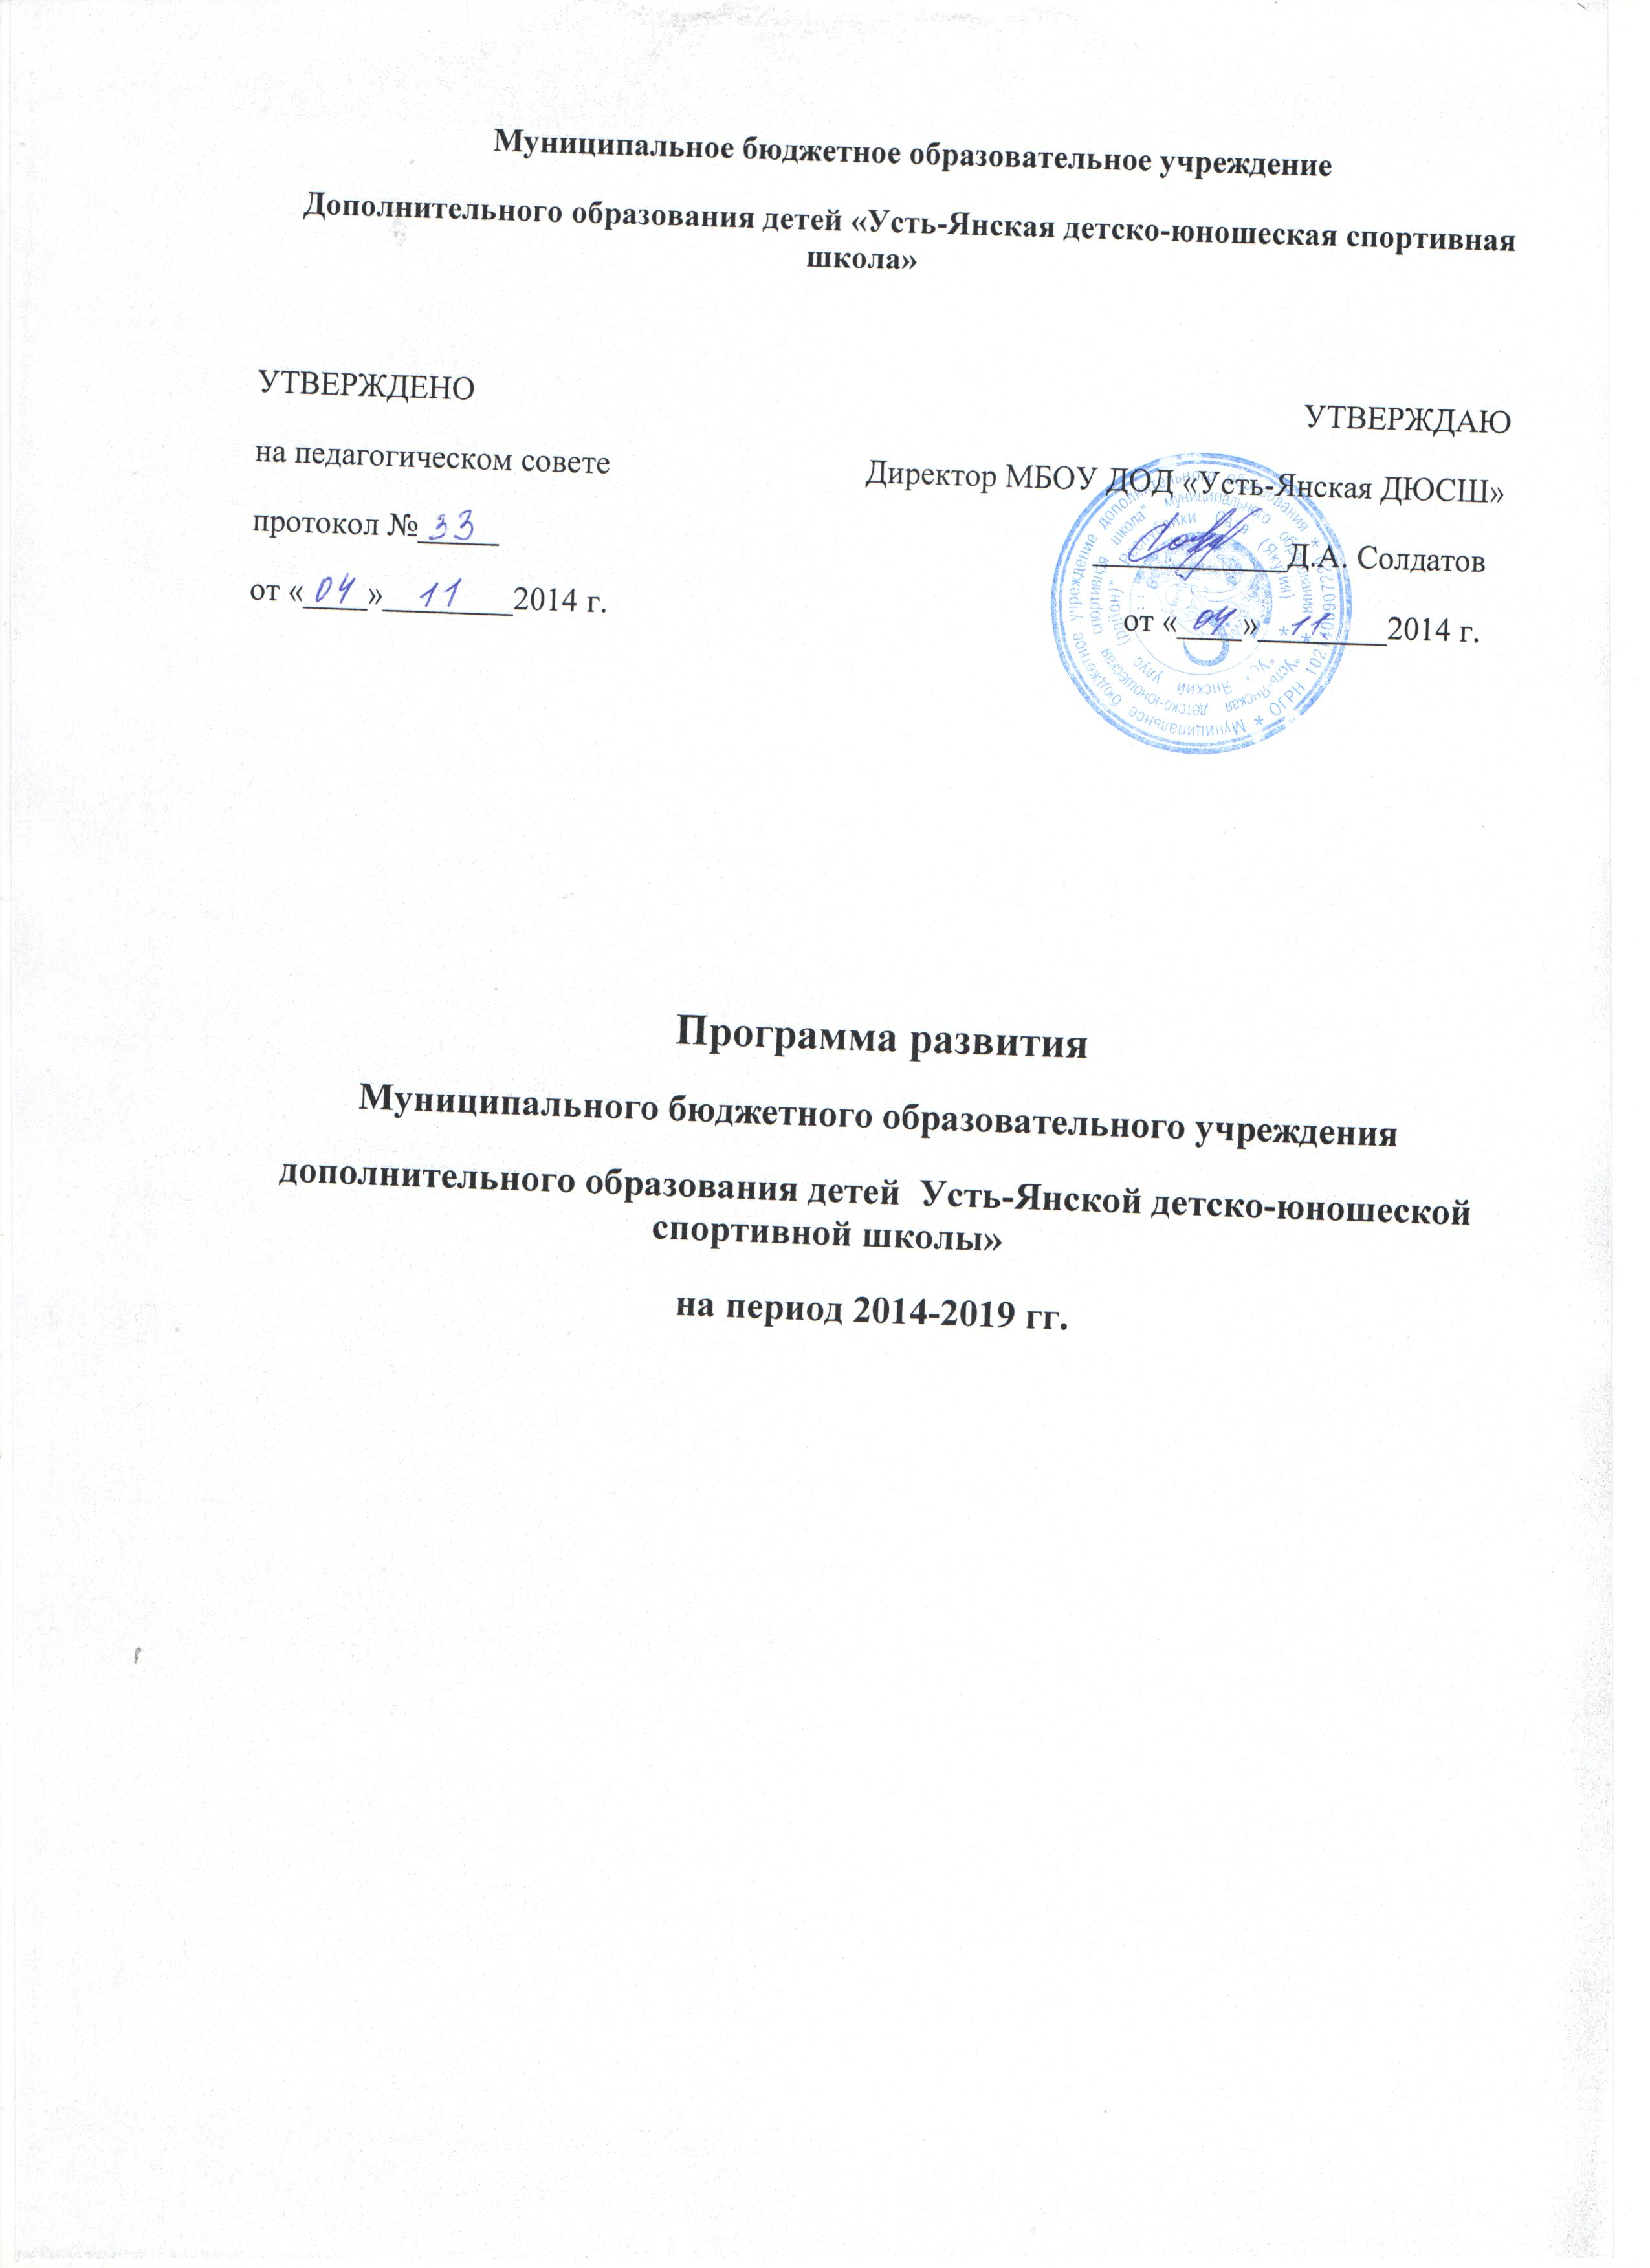 Муниципальное бюджетное образовательное учреждение
Дополнительного образования детей «Усть-Янская детско-юношеская спортивная
школа»
УТВЕРЖДЕНО
на педагогическом совете
протокол № 33
от «04» 11 2014 г.
УТВЕРЖДАЮ
Директор МБОУ ДОД «Усть-Янская ДЮСШ»
Д.А. Солдатов
от «04» 11 2014 г.
Программа развития
Муниципального бюджетного образовательного учреждения
дополнительного образования детей Усть-Янской детско-юношеской
спортивной школы»
на период 2014-2019 гг.